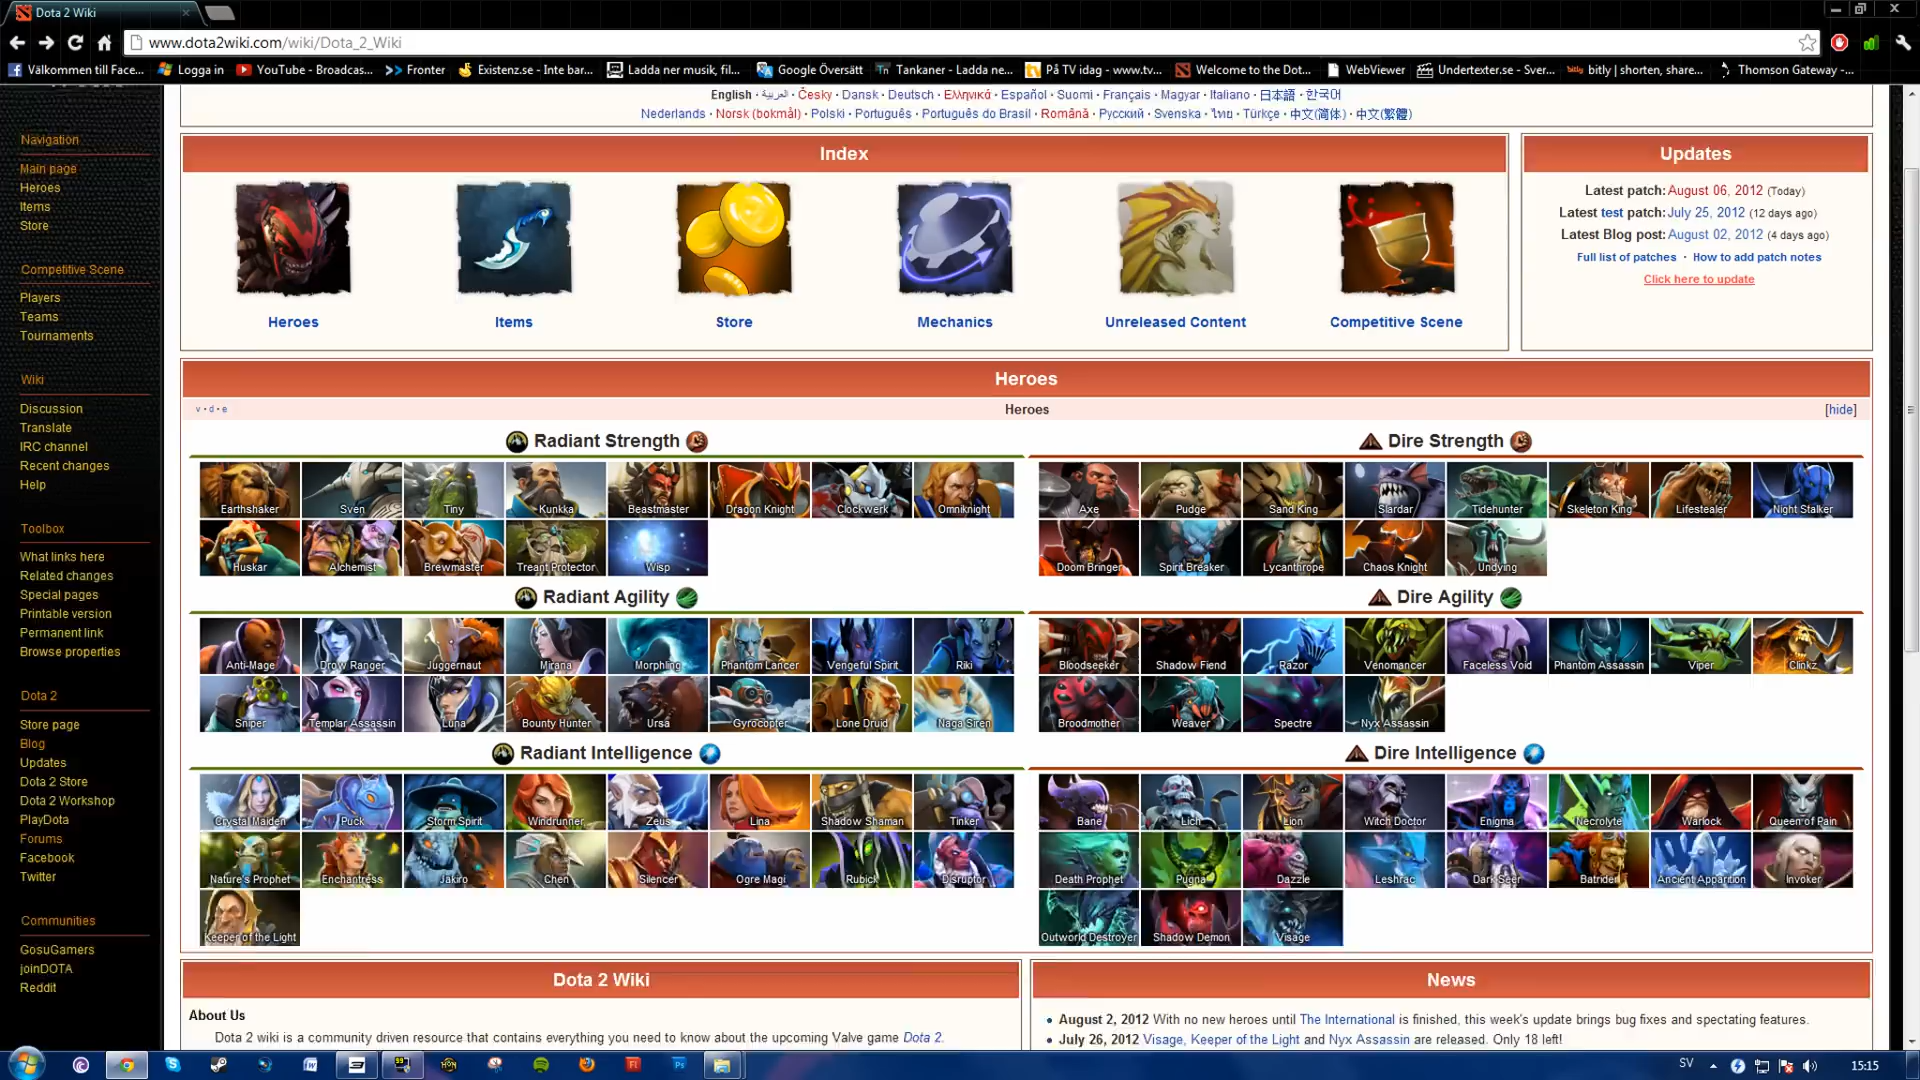 Dota 2 Wiki
www.dota2wiki.com/wiki/Dota_2_Wiki
Välkommen till Face...
Logga in
YouTube - Broadcas...
Fronter
Existenz.se - Inte bar...
Ladda ner musik, fil...
Google Översätt
Tankaner - Ladda ne...
På TV idag - www.tv...
Welcome to the Dot...
WebViewer
Undertexter.se - Sver...
bitly | shorten, share...
Thomson Gateway -...
English · العربية · Česky · Dansk · Deutsch · Ελληνικά · Español · Suomi · Français · Magyar · Italiano · 日本語 · 한국어
Nederlands · Norsk (bokmål) · Polski · Português · Português do Brasil · Română · Русский · Svenska · ไทย · Türkçe · 中文(简体) · 中文(繁體)
Navigation
Main page
Heroes
Items
Store
Competitive Scene
Players
Teams
Tournaments
Wiki
Discussion
Translate
IRC channel
Recent changes
Help
Toolbox
What links here
Related changes
Special pages
Printable version
Permanent link
Browse properties
Dota 2
Store page
Blog
Updates
Dota 2 Store
Dota 2 Workshop
PlayDota
Forums
Facebook
Twitter
Communities
GosuGamers
joinDOTA
Reddit
Index
Heroes
Items
Store
Mechanics
Unreleased Content
Competitive Scene
Updates
Latest patch: August 06, 2012 (Today)
Latest test patch: July 25, 2012 (12 days ago)
Latest Blog post: August 02, 2012 (4 days ago)
Full list of patches · How to add patch notes
Click here to update
Heroes
v · d · e
Heroes
[hide]
Radiant Strength
Earthshaker Sven Tiny Kunkka Beastmaster Dragon Knight Clockwerk Omniknight
Huskar Alchemist Brewmaster Treant Protector Wisp
Dire Strength
Axe Pudge Sand King Slardar Tidehunter Skeleton King Lifestealer Night Stalker
Doom Bringer Spirit Breaker Lycanthrope Chaos Knight Undying
Radiant Agility
Anti-Mage Drow Ranger Juggernaut Mirana Morphling Phantom Lancer Vengeful Spirit Riki
Sniper Templar Assassin Luna Bounty Hunter Ursa Gyrocopter Lone Druid Naga Siren
Dire Agility
Bloodseeker Shadow Fiend Razor Venomancer Faceless Void Phantom Assassin Viper Clinkz
Broodmother Weaver Spectre Nyx Assassin
Radiant Intelligence
Crystal Maiden Puck Storm Spirit Windrunner Zeus Lina Shadow Shaman Tinker
Nature's Prophet Enchantress Jakiro Chen Silencer Ogre Magi Rubick Disruptor
Keeper of the Light
Dire Intelligence
Bane Lich Lion Witch Doctor Enigma Necrolyte Warlock Queen of Pain
Death Prophet Pugna Dazzle Leshrac Dark Seer Batrider Ancient Apparition Invoker
Outworld Destroyer Shadow Demon Visage
Dota 2 Wiki
About Us
Dota 2 wiki is a community driven resource that contains everything you need to know about the upcoming Valve game Dota 2.
News
August 2, 2012 With no new heroes until The International is finished, this week's update brings bug fixes and spectating features.
July 26, 2012 Visage, Keeper of the Light and Nyx Assassin are released. Only 18 left!
SV
15:15